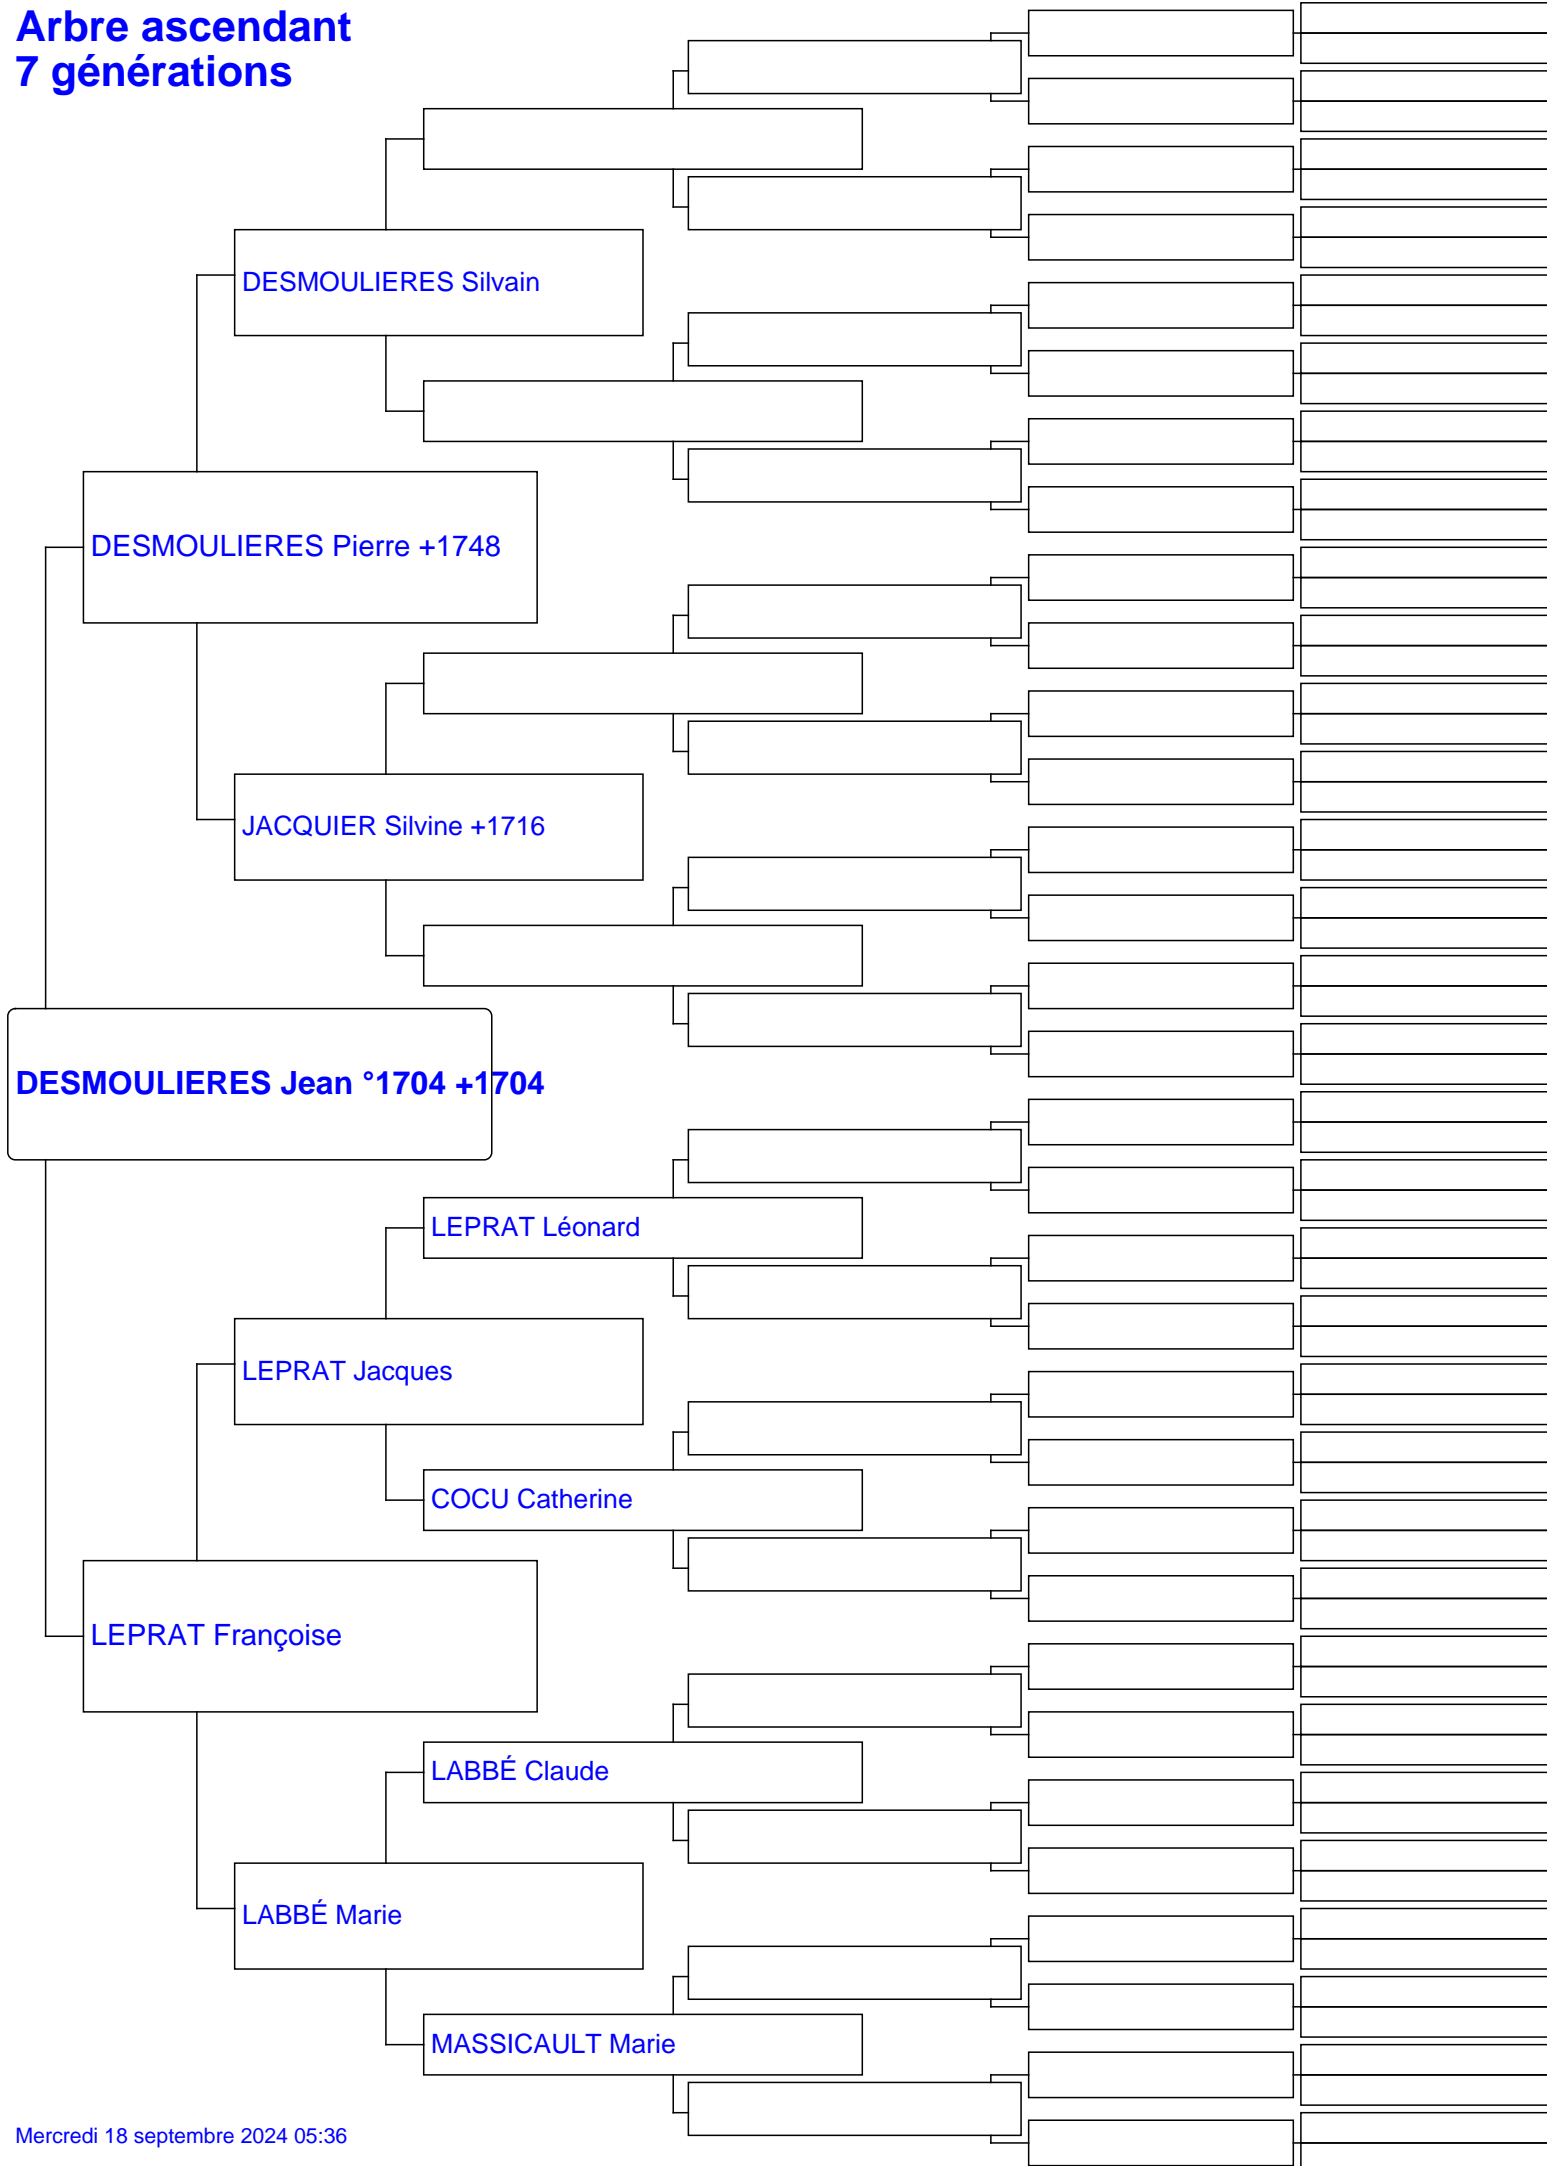 Arbre ascendant
7 générations
DESMOULIERES Silvain
DESMOULIERES Pierre +1748
JACQUIER Silvine +1716
DESMOULIERES Jean °1704 +1704
LEPRAT Léonard
LEPRAT Jacques
COCU Catherine
LEPRAT Françoise
LABBÉ Claude
LABBÉ Marie
MASSICAULT Marie
Mercredi 18 septembre 2024 05:36